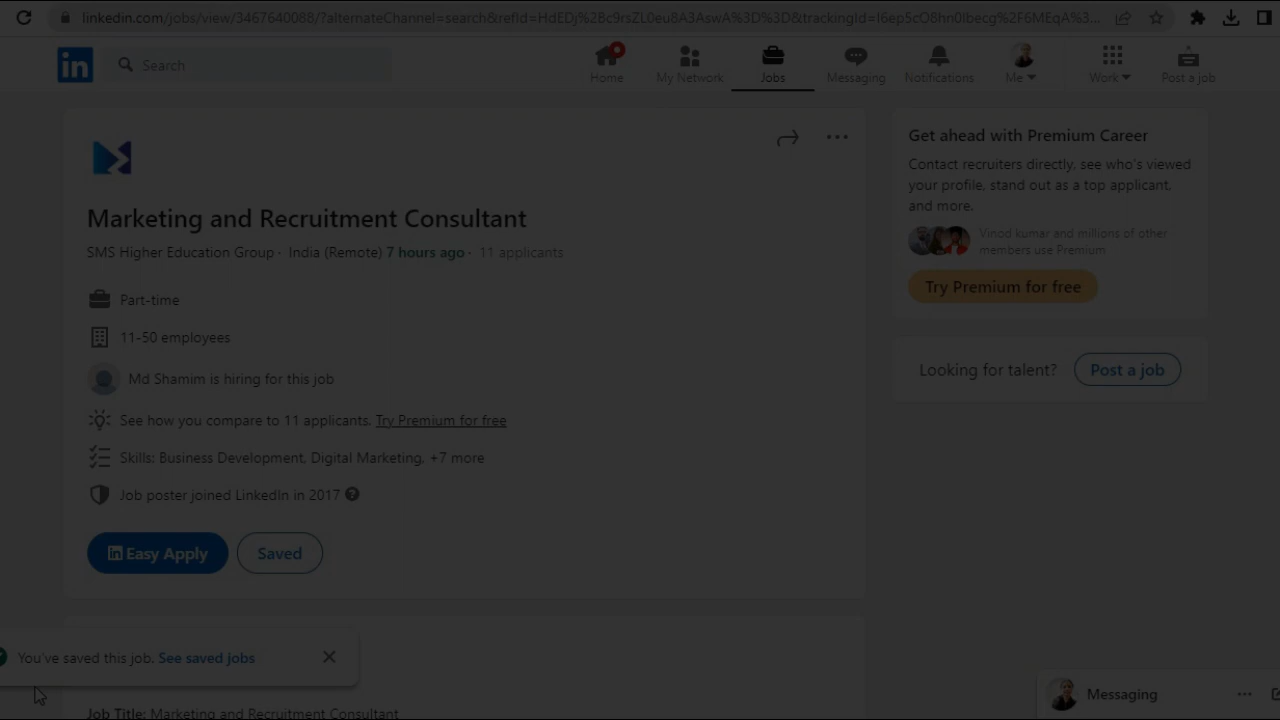 linkedin.com/jobs/view/3467640088/?alternateChannel=search&refId=HdEDj%2Bc9rsZL0eu8A3AswA%3D%3D&trackingId=I6ep5cO8hn0Ibecg%2F6MEqA%3...
in
Search
Home
My Network
Jobs
Messaging
Notifications
Me
Work
Post a job
Marketing and Recruitment Consultant
SMS Higher Education Group · India (Remote) 7 hours ago · 11 applicants
Part-time
11-50 employees
Md Shamim is hiring for this job
See how you compare to 11 applicants. Try Premium for free
Skills: Business Development, Digital Marketing, +7 more
Job poster joined LinkedIn in 2017
in Easy Apply
Saved
Get ahead with Premium Career
Contact recruiters directly, see who's viewed
your profile, stand out as a top applicant,
and more.
Vinod kumar and millions of other
members use Premium
Try Premium for free
Looking for talent?
Post a job
You've saved this job. See saved jobs
Job Title: Marketing and Recruitment Consultant
Messaging